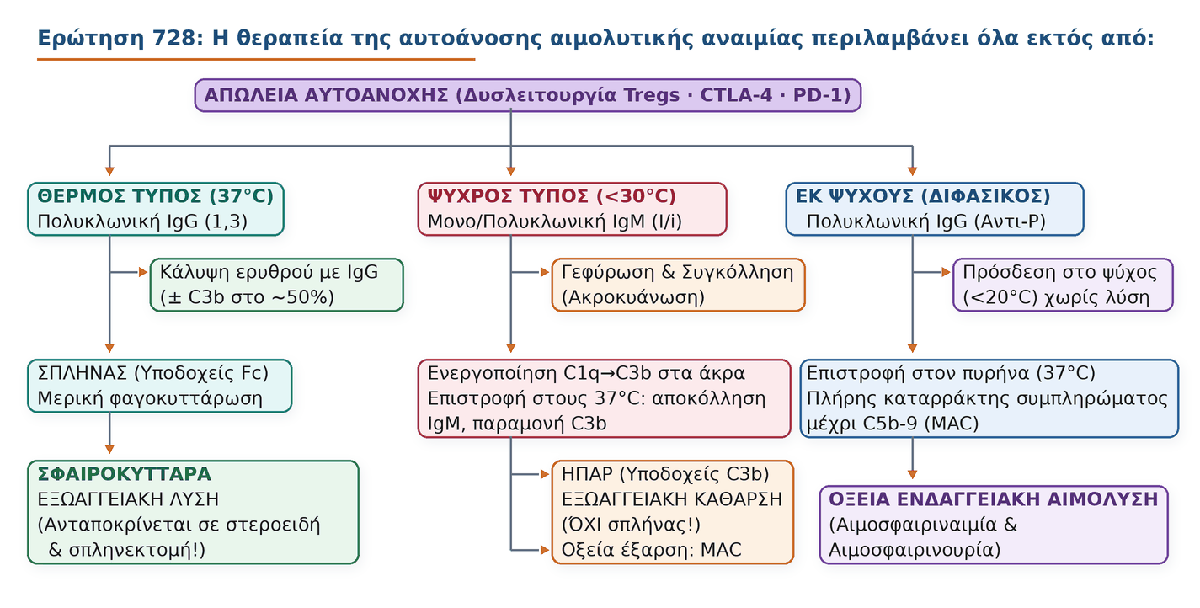 Ερώτηση 728: Η θεραπεία της αυτοάνοσης αιμολυτικής αναιμίας περιλαμβάνει όλα εκτός από:
ΑΠΩΛΕΙΑ ΑΥΤΟΑΝΟΧΗΣ (Δυσλειτουργία Tregs · CTLA-4 · PD-1)
ΘΕΡΜΟΣ ΤΥΠΟΣ (37°C)
Πολυκλωνική IgG (1,3)
Κάλυψη ερυθρού με IgG
(± C3b στο ~50%)
ΣΠΛΗΝΑΣ (Υποδοχείς Fc)
Μερική φαγοκυττάρωση
ΣΦΑΙΡΟΚΥΤΤΑΡΑ
ΕΞΩΑΓΓΕΙΑΚΗ ΛΥΣΗ
(Ανταποκρίνεται σε στεροειδή
& σπληνεκτομή!)
ΨΥΧΡΟΣ ΤΥΠΟΣ (<30°C)
Μονο/Πολυκλωνική IgM (I/i)
Γεφύρωση & Συγκόλληση
(Ακροκυάνωση)
Ενεργοποίηση C1q→C3b στα άκρα
Επιστροφή στους 37°C: αποκόλληση
IgM, παραμονή C3b
ΗΠΑΡ (Υποδοχείς C3b)
ΕΞΩΑΓΓΕΙΑΚΗ ΚΑΘΑΡΣΗ
(ΌΧΙ σπλήνας!)
Οξεία έξαρση: MAC
ΕΚ ΨΥΧΟΥΣ (ΔΙΦΑΣΙΚΟΣ)
Πολυκλωνική IgG (Αντι-P)
Πρόσδεση στο ψύχος
(<20°C) χωρίς λύση
Επιστροφή στον πυρήνα (37°C)
Πλήρης καταρράκτης συμπληρώματος
μέχρι C5b-9 (MAC)
ΟΞΕΙΑ ΕΝΔΑΓΓΕΙΑΚΗ ΑΙΜΟΛΥΣΗ
(Αιμοσφαιριναιμία &
Αιμοσφαιρινουρία)